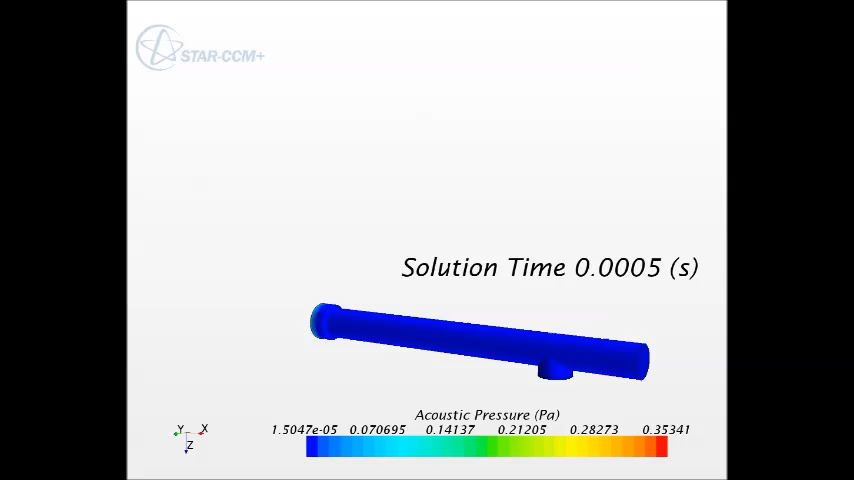 STAR-CCM+
Solution Time 0.0005 (s)
Acoustic Pressure (Pa)
1.5047e-05 0.070695 0.14137 0.21205 0.28273 0.35341
Y X
Z